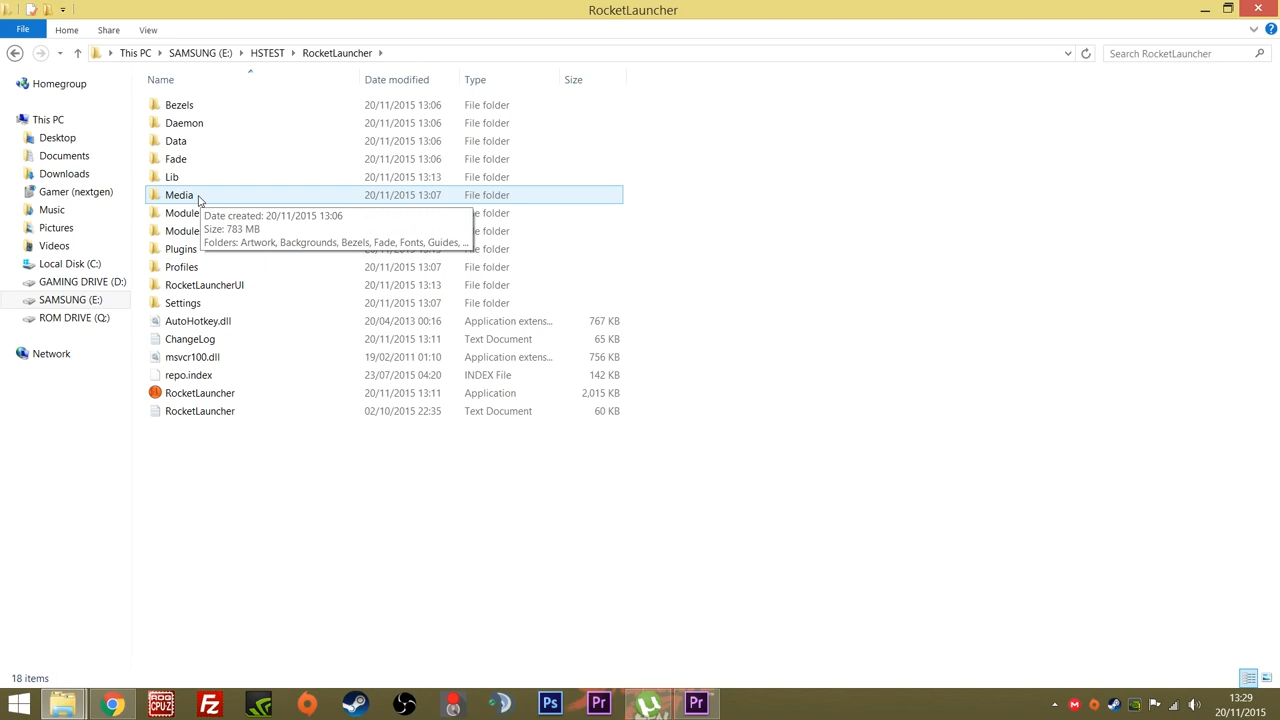 RocketLauncher
File Home Share View
This PC SAMSUNG (E:) HSTEST RocketLauncher Search RocketLauncher
Name Date modified Type Size
Homegroup
This PC
Desktop
Documents
Downloads
Gamer (nextgen)
Music
Pictures
Videos
Local Disk (C:)
GAMING DRIVE (D:)
SAMSUNG (E:)
ROM DRIVE (Q:)
Network
Bezels 20/11/2015 13:06 File folder
Daemon 20/11/2015 13:06 File folder
Data 20/11/2015 13:06 File folder
Fade 20/11/2015 13:06 File folder
Lib 20/11/2015 13:13 File folder
Media 20/11/2015 13:07 File folder
Module File folder
Module File folder
Plugins File folder
Date created: 20/11/2015 13:06
Size: 783 MB
Folders: Artwork, Backgrounds, Bezels, Fade, Fonts, Guides, ...
Profiles 20/11/2015 13:07 File folder
RocketLauncherUI 20/11/2015 13:13 File folder
Settings 20/11/2015 13:07 File folder
AutoHotkey.dll 20/04/2013 00:16 Application extens... 767 KB
ChangeLog 20/11/2015 13:11 Text Document 65 KB
msvcr100.dll 19/02/2011 01:10 Application extens... 756 KB
repo.index 23/07/2015 04:20 INDEX File 142 KB
RocketLauncher 20/11/2015 13:11 Application 2,015 KB
RocketLauncher 02/10/2015 22:35 Text Document 60 KB
18 items
13:29
20/11/2015